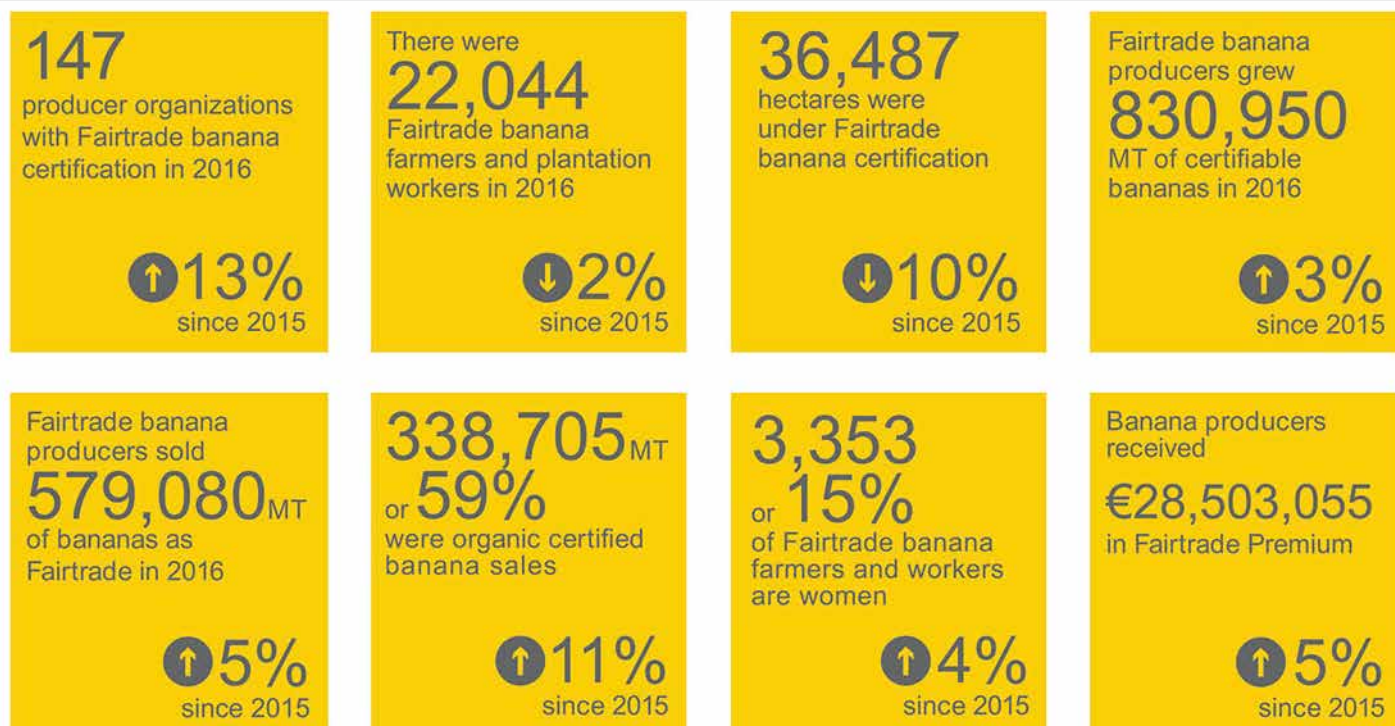 147
producer organizations
with Fairtrade banana
certification in 2016
13%
since 2015
There were
22,044
Fairtrade banana
farmers and plantation
workers in 2016
2%
since 2015
36,487
hectares were
under Fairtrade
banana certification
10%
since 2015
Fairtrade banana
producers grew
830,950
MT of certifiable
bananas in 2016
3%
since 2015
Fairtrade banana
producers sold
579,080 MT
of bananas as
Fairtrade in 2016
5%
since 2015
338,705 MT
or 59%
were organic certified
banana sales
11%
since 2015
3,353
or 15%
of Fairtrade banana
farmers and workers
are women
4%
since 2015
Banana producers
received
€28,503,055
in Fairtrade Premium
5%
since 2015